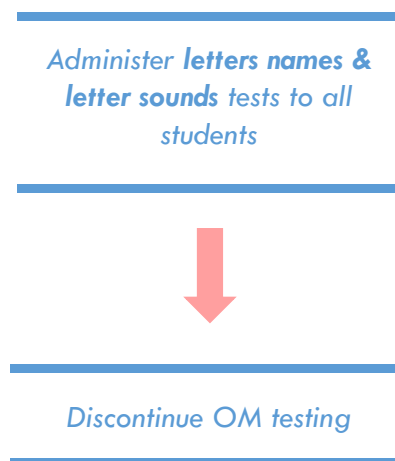 Administer letters names &
letter sounds tests to all
students
Discontinue OM testing